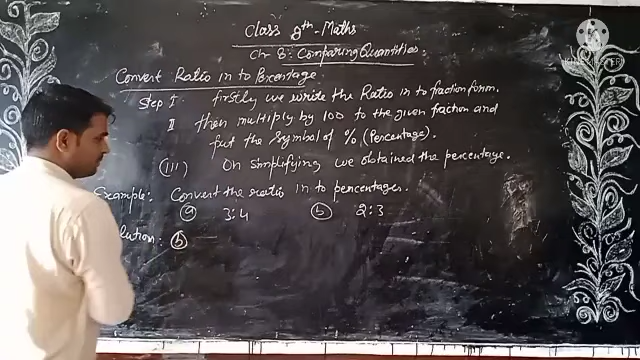 Class 8th - Maths
Ch 8: Comparing Quantities.
Convert Ratio in to Percentage.
Step I firstly we write the Ratio in to fraction form.
II then multiply by 100 to the given fraction and
put the symbol of % (Percentage).
(III) On simplifying we obtained the percentage.
Example: Convert the ratio in to percentages.
(a) 3:4 (b) 2:3
lution: (b)